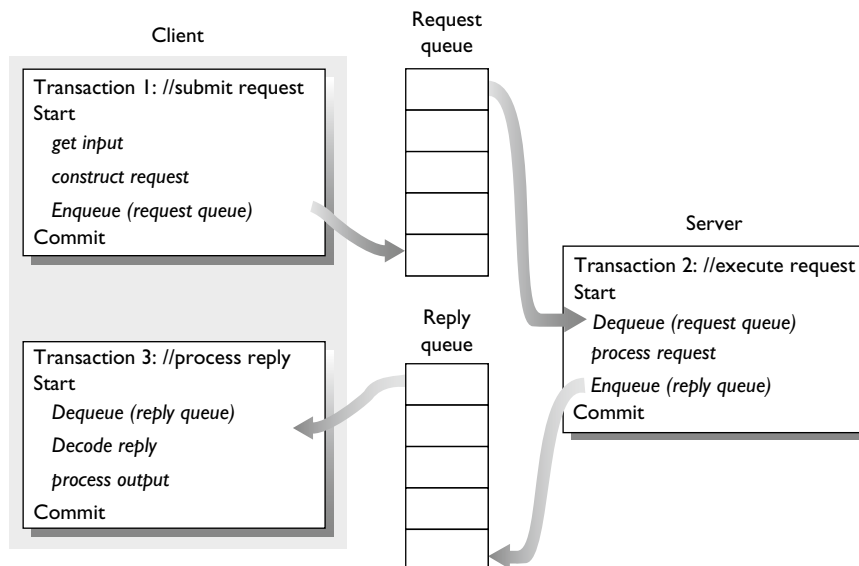 Client
Transaction 1: //submit request
Start
get input
construct request
Enqueue (request queue)
Commit
Transaction 3: //process reply
Start
Dequeue (reply queue)
Decode reply
process output
Commit
Request
queue
Reply
queue
Server
Transaction 2: //execute request
Start
Dequeue (request queue)
process request
Enqueue (reply queue)
Commit